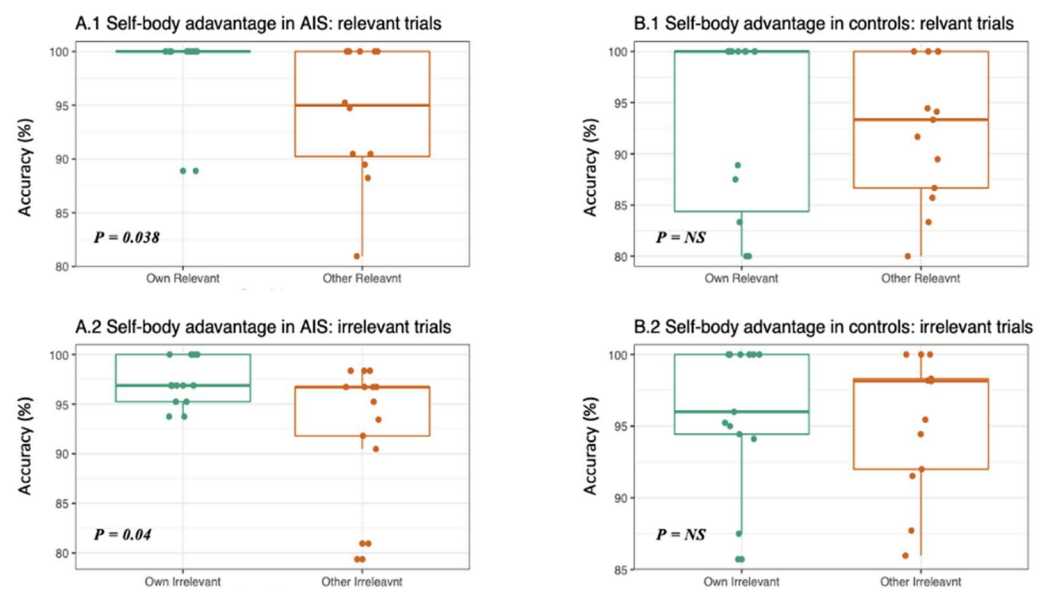 A.1 Self-body adavantage in AIS: relevant trials
Accuracy (%)
100
95
90
85
80
P = 0.038
Own Relevant
Other Releavnt
B.1 Self-body advantage in controls: relvant trials
Accuracy (%)
100
95
90
85
80
P = NS
Own Relevant
Other Releavnt
A.2 Self-body adavantage in AIS: irrelevant trials
Accuracy (%)
100
95
90
85
80
P = 0.04
Own Irrelevant
Other Irreleavnt
B.2 Self-body advantage in controls: irrelevant trials
Accuracy (%)
100
95
90
85
P = NS
Own Irrelevant
Other Irreleavnt